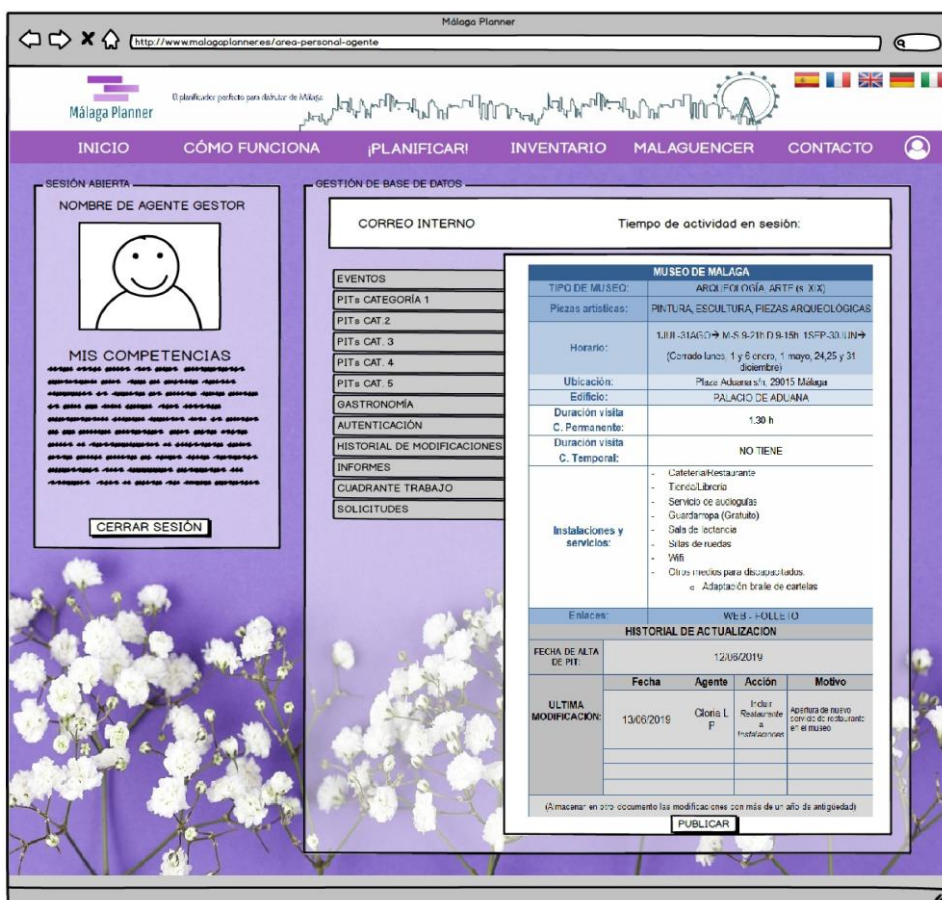 Málaga Planner
http://www.malagaplanner.es/area-personal-agente
Málaga Planner
El planificador perfecto para disfrutar de Málaga
INICIO CÓMO FUNCIONA ¡PLANIFICAR! INVENTARIO MALAGUENCER CONTACTO
SESIÓN ABIERTA
NOMBRE DE AGENTE GESTOR
MIS COMPETENCIAS
CERRAR SESIÓN
GESTIÓN DE BASE DE DATOS
CORREO INTERNO Tiempo de actividad en sesión:
EVENTOS
PITs CATEGORÍA 1
PITs CAT.2
PITs CAT. 3
PITs CAT. 4
PITs CAT. 5
GASTRONOMÍA
AUTENTICACIÓN
HISTORIAL DE MODIFICACIONES
INFORMES
CUADRANTE TRABAJO
SOLICITUDES
MUSEO DE MALAGA
TIPO DE MUSEO: ARQUEOLOGÍA, ARTE (s. XIX)
Piezas artísticas: PINTURA, ESCULTURA, PIEZAS ARQUEOLÓGICAS
Horario: 1JUL-31AGO→ M-S 9-21h D 9-15h 1SEP-30JUN→
(Cerrado lunes, 1 y 6 enero, 1 mayo, 24,25 y 31
diciembre)
Ubicación: Plaza Aduana s/n, 29015 Málaga
Edificio: PALACIO DE ADUANA
Duración visita
C. Permanente: 1.30 h
Duración visita
C. Temporal: NO TIENE
Instalaciones y
servicios:
- Cafetería/Restaurante
- Tienda/Librería
- Servicio de audioguías
- Guardarropa (Gratuito)
- Sala de lactancia
- Sillas de ruedas
- Wifi
- Otros medios para discapacitados.
o Adaptación braile de cartelas
Enlaces: WEB - FOLLETO
HISTORIAL DE ACTUALIZACION
FECHA DE ALTA
DE PIT: 12/06/2019
ULTIMA
MODIFICACIÓN:
Fecha Agente Acción Motivo
13/06/2019
Gloria L
P
Incluir
Restaurante
a
Instalaciones
Apertura de nuevo
servicio de restaurante
en el museo
(Almacenar en otro documento las modificaciones con más de un año de antigüedad)
PUBLICAR